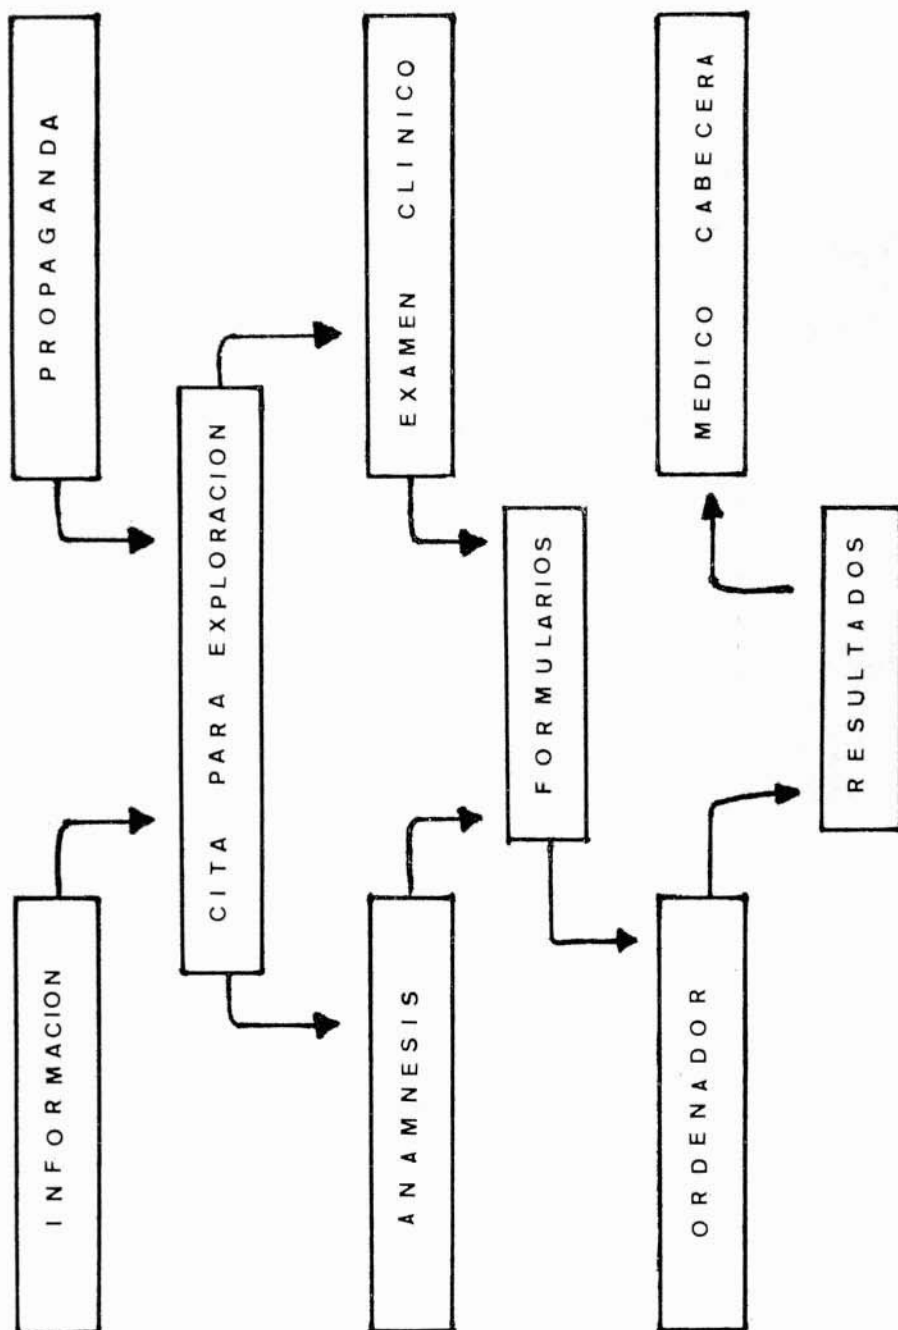 INFORMACION
PROPAGANDA
CITA PARA EXPLORACION
ANAMNESIS
EXAMEN CLINICO
FORMULARIOS
ORDENADOR
MEDICO CABECERA
RESULTADOS